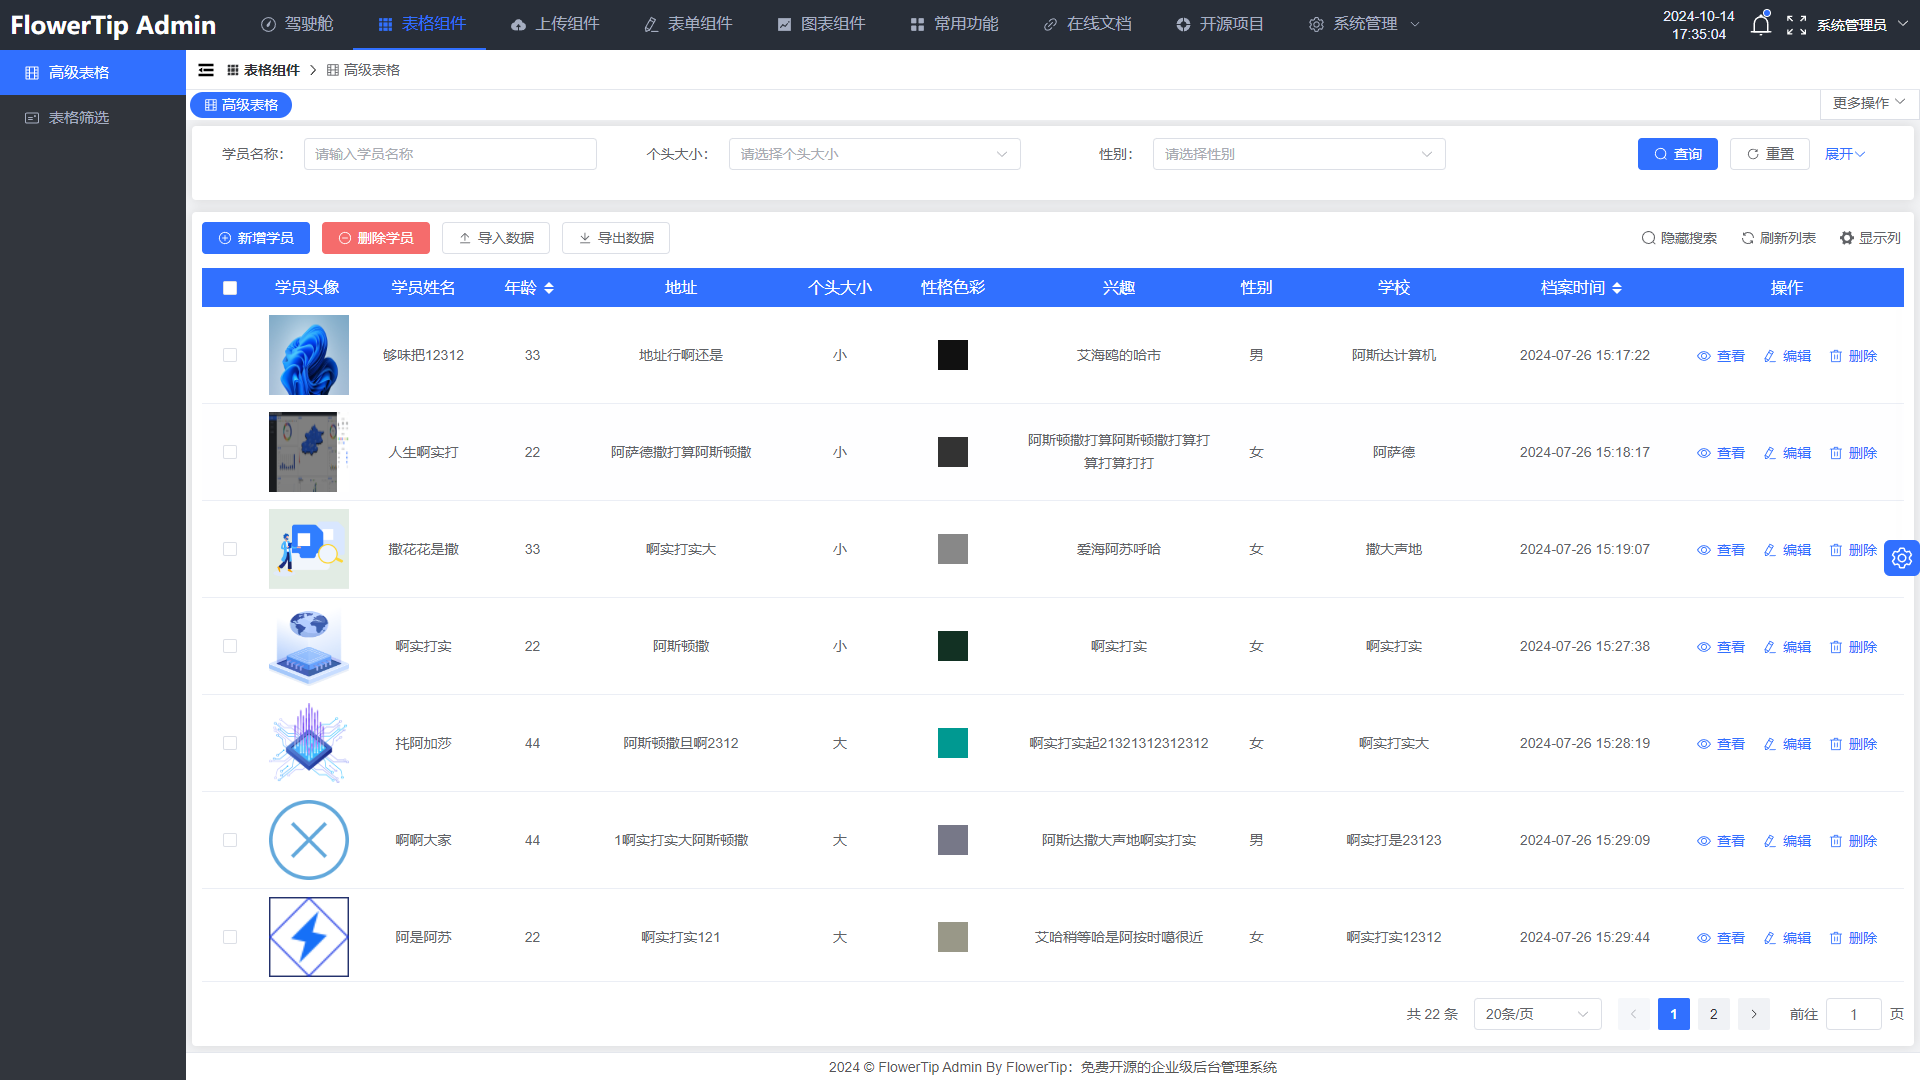 FlowerTip Admin
驾驶舱
表格组件
上传组件
表单组件
图表组件
常用功能
在线文档
开源项目
系统管理
2024-10-14
17:35:04
系统管理员
高级表格
表格筛选
表格组件
高级表格
高级表格
更多操作
学员名称：
请输入学员名称
个头大小：
请选择个头大小
性别：
请选择性别
查询
重置
展开
新增学员
删除学员
导入数据
导出数据
隐藏搜索
刷新列表
显示列
学员头像 学员姓名 年龄 地址 个头大小 性格色彩 兴趣 性别 学校 档案时间 操作
够味把12312 33 地址行啊还是 小 艾海鸥的哈市 男 阿斯达计算机 2024-07-26 15:17:22 查看 编辑 删除
人生啊实打 22 阿萨德撒打算阿斯顿撒 小 阿斯顿撒打算阿斯顿撒打算打
算打算打打 女 阿萨德 2024-07-26 15:18:17 查看 编辑 删除
撒花花是撒 33 啊实打实大 小 爱海阿苏呼哈 女 撒大声地 2024-07-26 15:19:07 查看 编辑 删除
啊实打实 22 阿斯顿撒 小 啊实打实 女 啊实打实 2024-07-26 15:27:38 查看 编辑 删除
托阿加莎 44 阿斯顿撒旦啊2312 大 啊实打实起21321312312312 女 啊实打实大 2024-07-26 15:28:19 查看 编辑 删除
啊啊大家 44 1啊实打实大阿斯顿撒 大 阿斯达撒大声地啊实打实 男 啊实打是23123 2024-07-26 15:29:09 查看 编辑 删除
阿是阿苏 22 啊实打实121 大 艾哈稍等哈是阿按时噶很近 女 啊实打实12312 2024-07-26 15:29:44 查看 编辑 删除
共 22 条
20条/页
1
2
前往
1
页
2024 © FlowerTip Admin By FlowerTip：免费开源的企业级后台管理系统